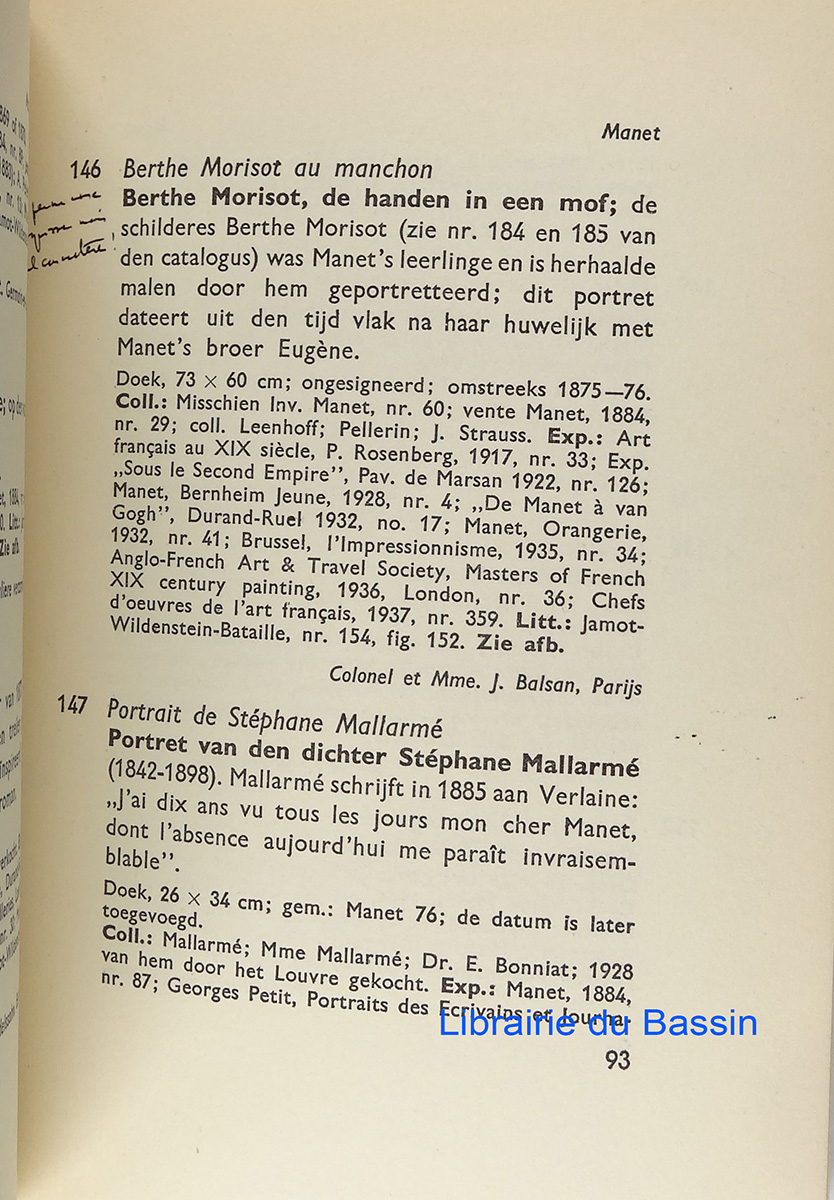 Manet
146 Berthe Morisot au manchon
Berthe Morisot, de handen in een mof; de
schilderes Berthe Morisot (zie nr. 184 en 185 van
den catalogus) was Manet's leerlinge en is herhaalde
malen door hem geportretteerd; dit portret
dateert uit den tijd vlak na haar huwelijk met
Manet's broer Eugène.
Doek, 73 × 60 cm; ongesigneerd; omstreeks 1875—76.
Coll.: Misschien Inv. Manet, nr. 60; vente Manet, 1884,
nr. 29; coll. Leenhoff; Pellerin; J. Strauss. Exp.: Art
français au XIX siècle, P. Rosenberg, 1917, nr. 33; Exp.
„Sous le Second Empire”, Pav. de Marsan 1922, nr. 126;
Manet, Bernheim Jeune, 1928, nr. 4; „De Manet à van
Gogh”, Durand-Ruel 1932, no. 17; Manet, Orangerie,
1932, nr. 41; Brussel, l'Impressionnisme, 1935, nr. 34;
Anglo-French Art & Travel Society, Masters of French
XIX century painting, 1936, London, nr. 36; Chefs
d'oeuvres de l'art français, 1937, nr. 359. Litt.: Jamot-
Wildenstein-Bataille, nr. 154, fig. 152. Zie afb.
Colonel et Mme. J. Balsan, Parijs
147 Portrait de Stéphane Mallarmé
Portret van den dichter Stéphane Mallarmé
(1842-1898). Mallarmé schrijft in 1885 aan Verlaine:
„J'ai dix ans vu tous les jours mon cher Manet,
dont l'absence aujourd'hui me paraît invraisem-
blable”.
Doek, 26 × 34 cm; gem.: Manet 76; de datum is later
toegevoegd.
Coll.: Mallarmé; Mme Mallarmé; Dr. E. Bonniat; 1928
van hem door het Louvre gekocht. Exp.: Manet, 1884,
nr. 87; Georges Petit, Portraits des Ecrivains et Journa-
Librairie du Bassin
93